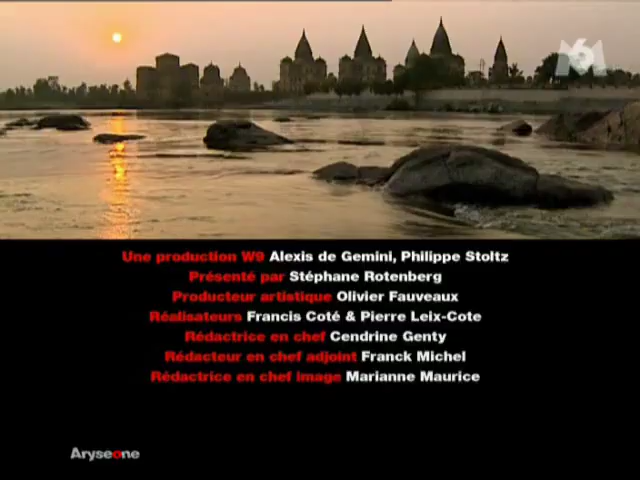 M6
Une production W9 Alexis de Gemini, Philippe Stoltz
Présenté par Stéphane Rotenberg
Producteur artistique Olivier Fauveaux
Réalisateurs Francis Coté & Pierre Leix-Cote
Rédactrice en chef Cendrine Genty
Rédacteur en chef adjoint Franck Michel
Rédactrice en chef image Marianne Maurice
Aryseone